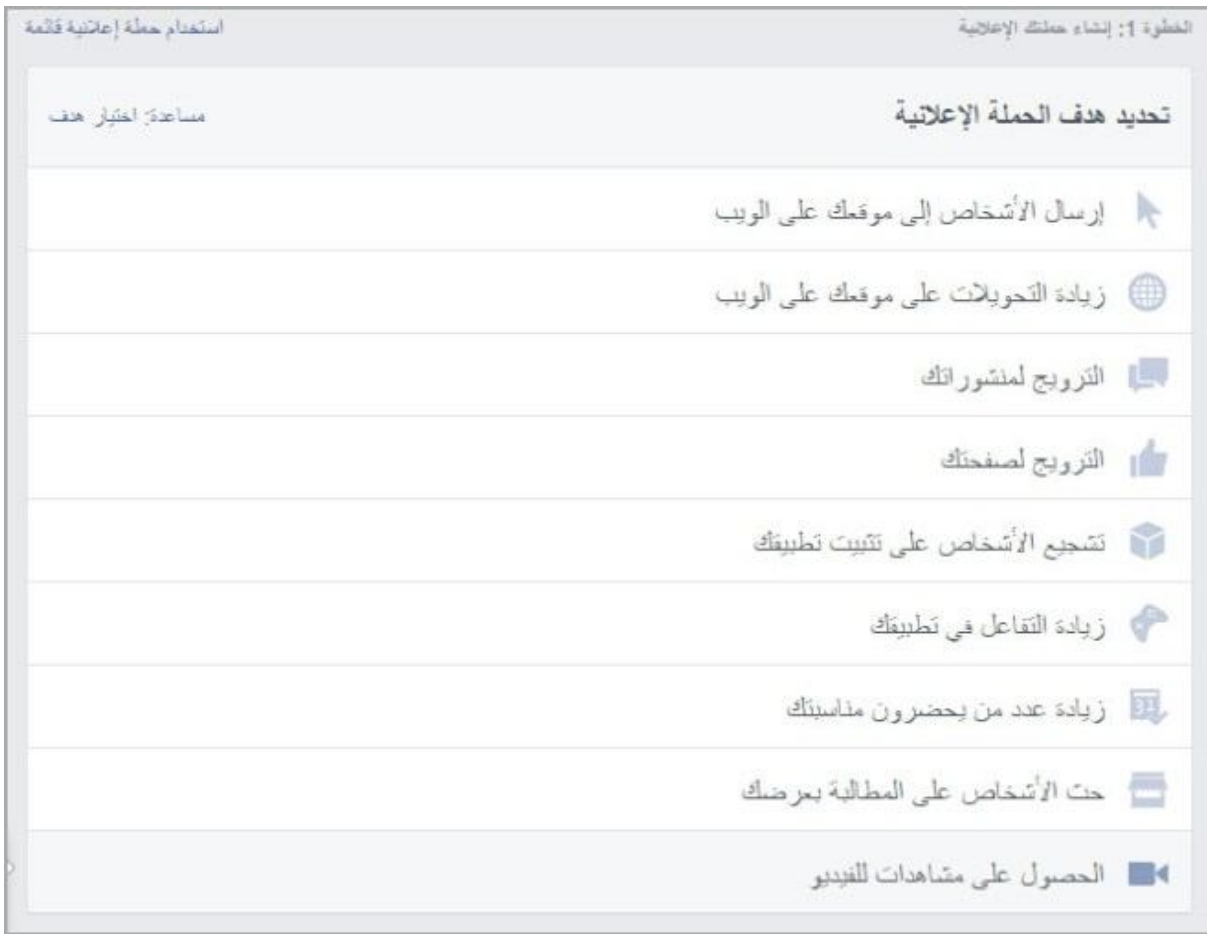 الخطوة 1: إنشاء حملتك الإعلانية
استخدام حملة إعلانية قائمة
تحديد هدف الحملة الإعلانية
مساعدة: اختيار هدف
إرسال الأشخاص إلى موقعك على الويب
زيادة التحويلات على موقعك على الويب
الترويج لمنشوراتك
الترويج لصفحتك
تشجيع الأشخاص على تثبيت تطبيقك
زيادة التفاعل في تطبيقك
زيادة عدد من يحضرون مناسبتك
31
حث الأشخاص على المطالبة بعرضك
الحصول على مشاهدات للفيديو